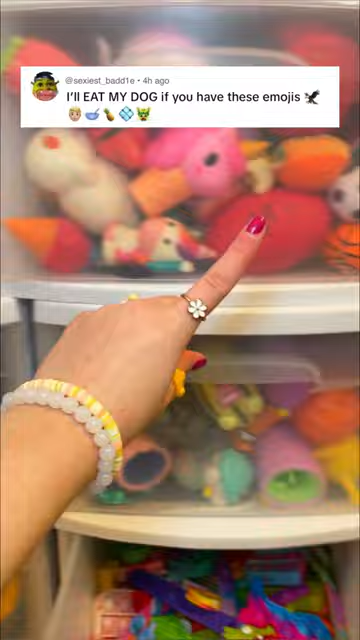 @sexiest_badd1e • 4h ago
I'll EAT MY DOG if you have these emojis 🦅
👨🏼🥣🍍💠👺